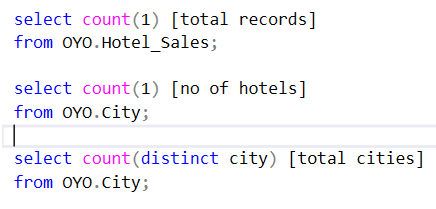 select count(1) [total records]
from OYO.Hotel_Sales;
select count(1) [no of hotels]
from OYO.City;
select count(distinct city) [total cities]
from OYO.City;